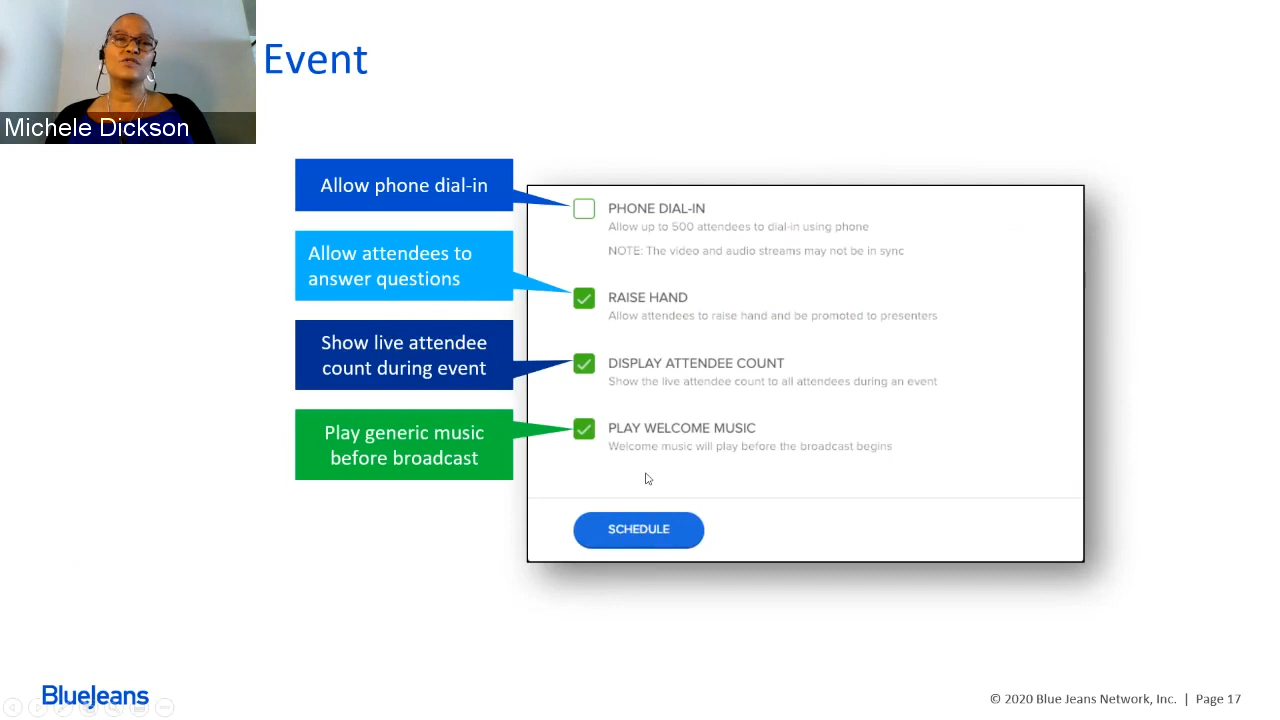 Event
Michele Dickson
Allow phone dial-in
Allow attendees to
answer questions
Show live attendee
count during event
Play generic music
before broadcast
PHONE DIAL-IN
Allow up to 500 attendees to dial-in using phone
NOTE: The video and audio streams may not be in sync
RAISE HAND
Allow attendees to raise hand and be promoted to presenters
DISPLAY ATTENDEE COUNT
Show the live attendee count to all attendees during an event
PLAY WELCOME MUSIC
Welcome music will play before the broadcast begins
SCHEDULE
BlueJeans
© 2020 Blue Jeans Network, Inc. | Page 17